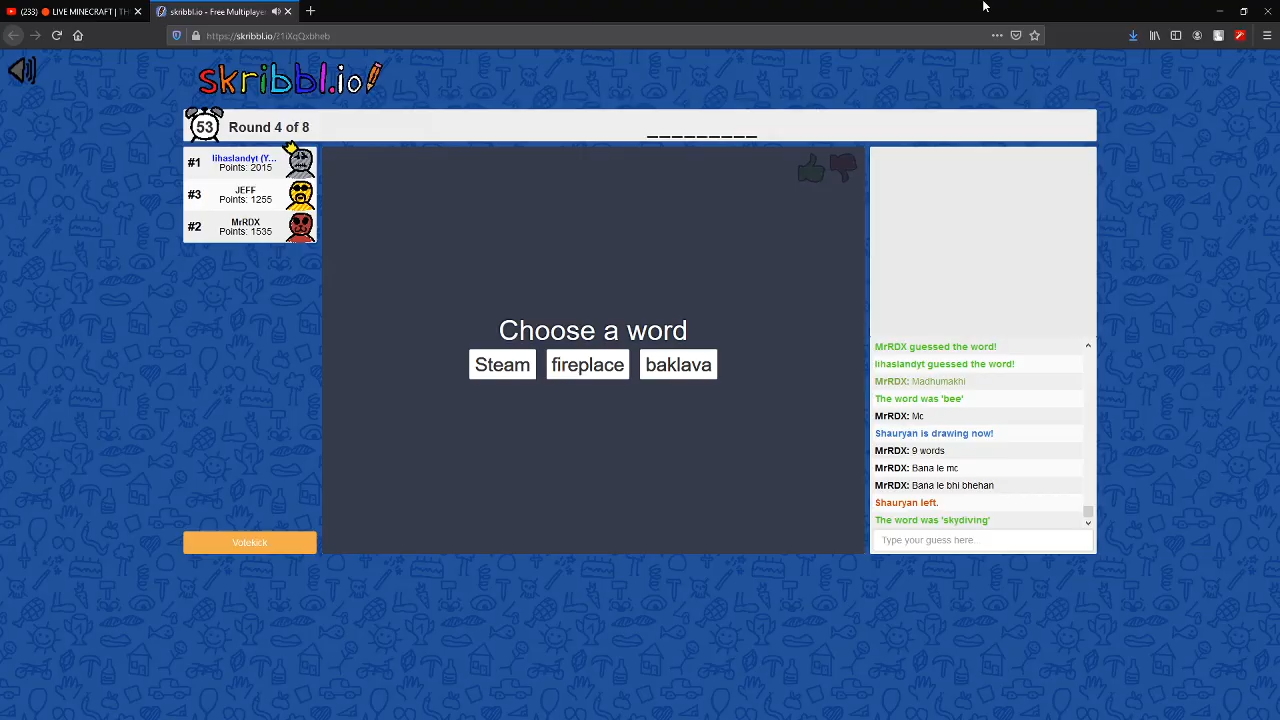 (233) 🔴 LIVE MINECRAFT | TH
skribbl.io - Free Multiplaye
https://skribbl.io/?1iXqQxbheb
skribbl.io
53
Round 4 of 8
_________
#1
lihaslandyt (Y...
Points: 2015
#3
JEFF
Points: 1255
#2
MrRDX
Points: 1535
Votekick
Choose a word
Steam
fireplace
baklava
MrRDX guessed the word!
lihaslandyt guessed the word!
MrRDX: Madhumakhi
The word was 'bee'
MrRDX: Mc
Shauryan is drawing now!
MrRDX: 9 words
MrRDX: Bana le mc
MrRDX: Bana le bhi bhehan
Shauryan left.
The word was 'skydiving'
Type your guess here...